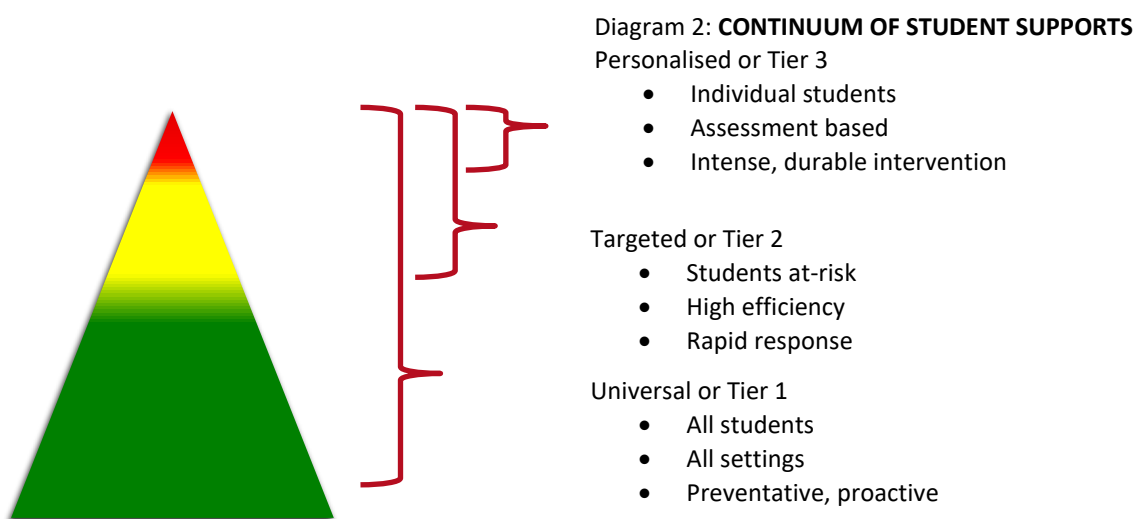 Diagram 2: CONTINUUM OF STUDENT SUPPORTS
Personalised or Tier 3
• Individual students
• Assessment based
• Intense, durable intervention
Targeted or Tier 2
• Students at-risk
• High efficiency
• Rapid response
Universal or Tier 1
• All students
• All settings
• Preventative, proactive